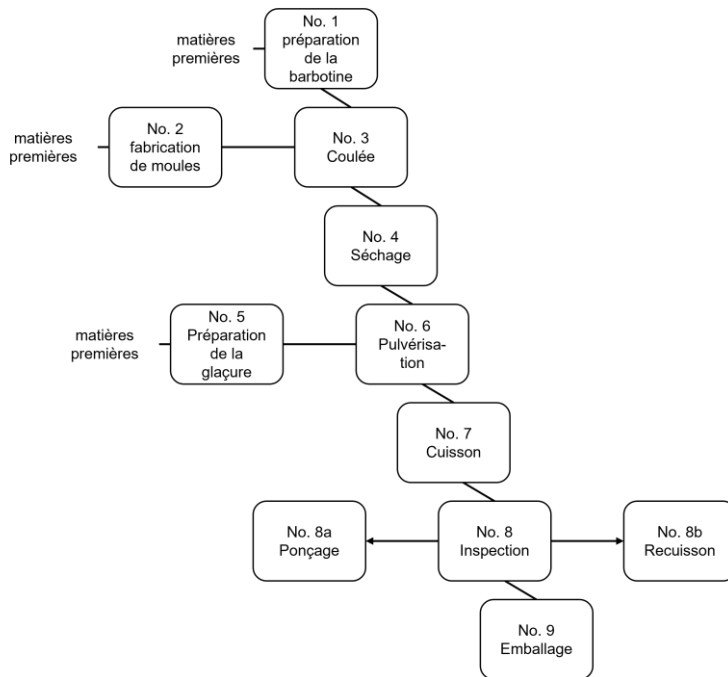 No. 1
préparation
de la
barbotine
matières
premières
No. 2
fabrication
de moules
matières
premières
No. 3
Coulée
No. 4
Séchage
No. 5
Préparation
de la
glaçure
matières
premières
No. 6
Pulvérisa-
tion
No. 7
Cuisson
No. 8a
Ponçage
No. 8
Inspection
No. 8b
Recuisson
No. 9
Emballage